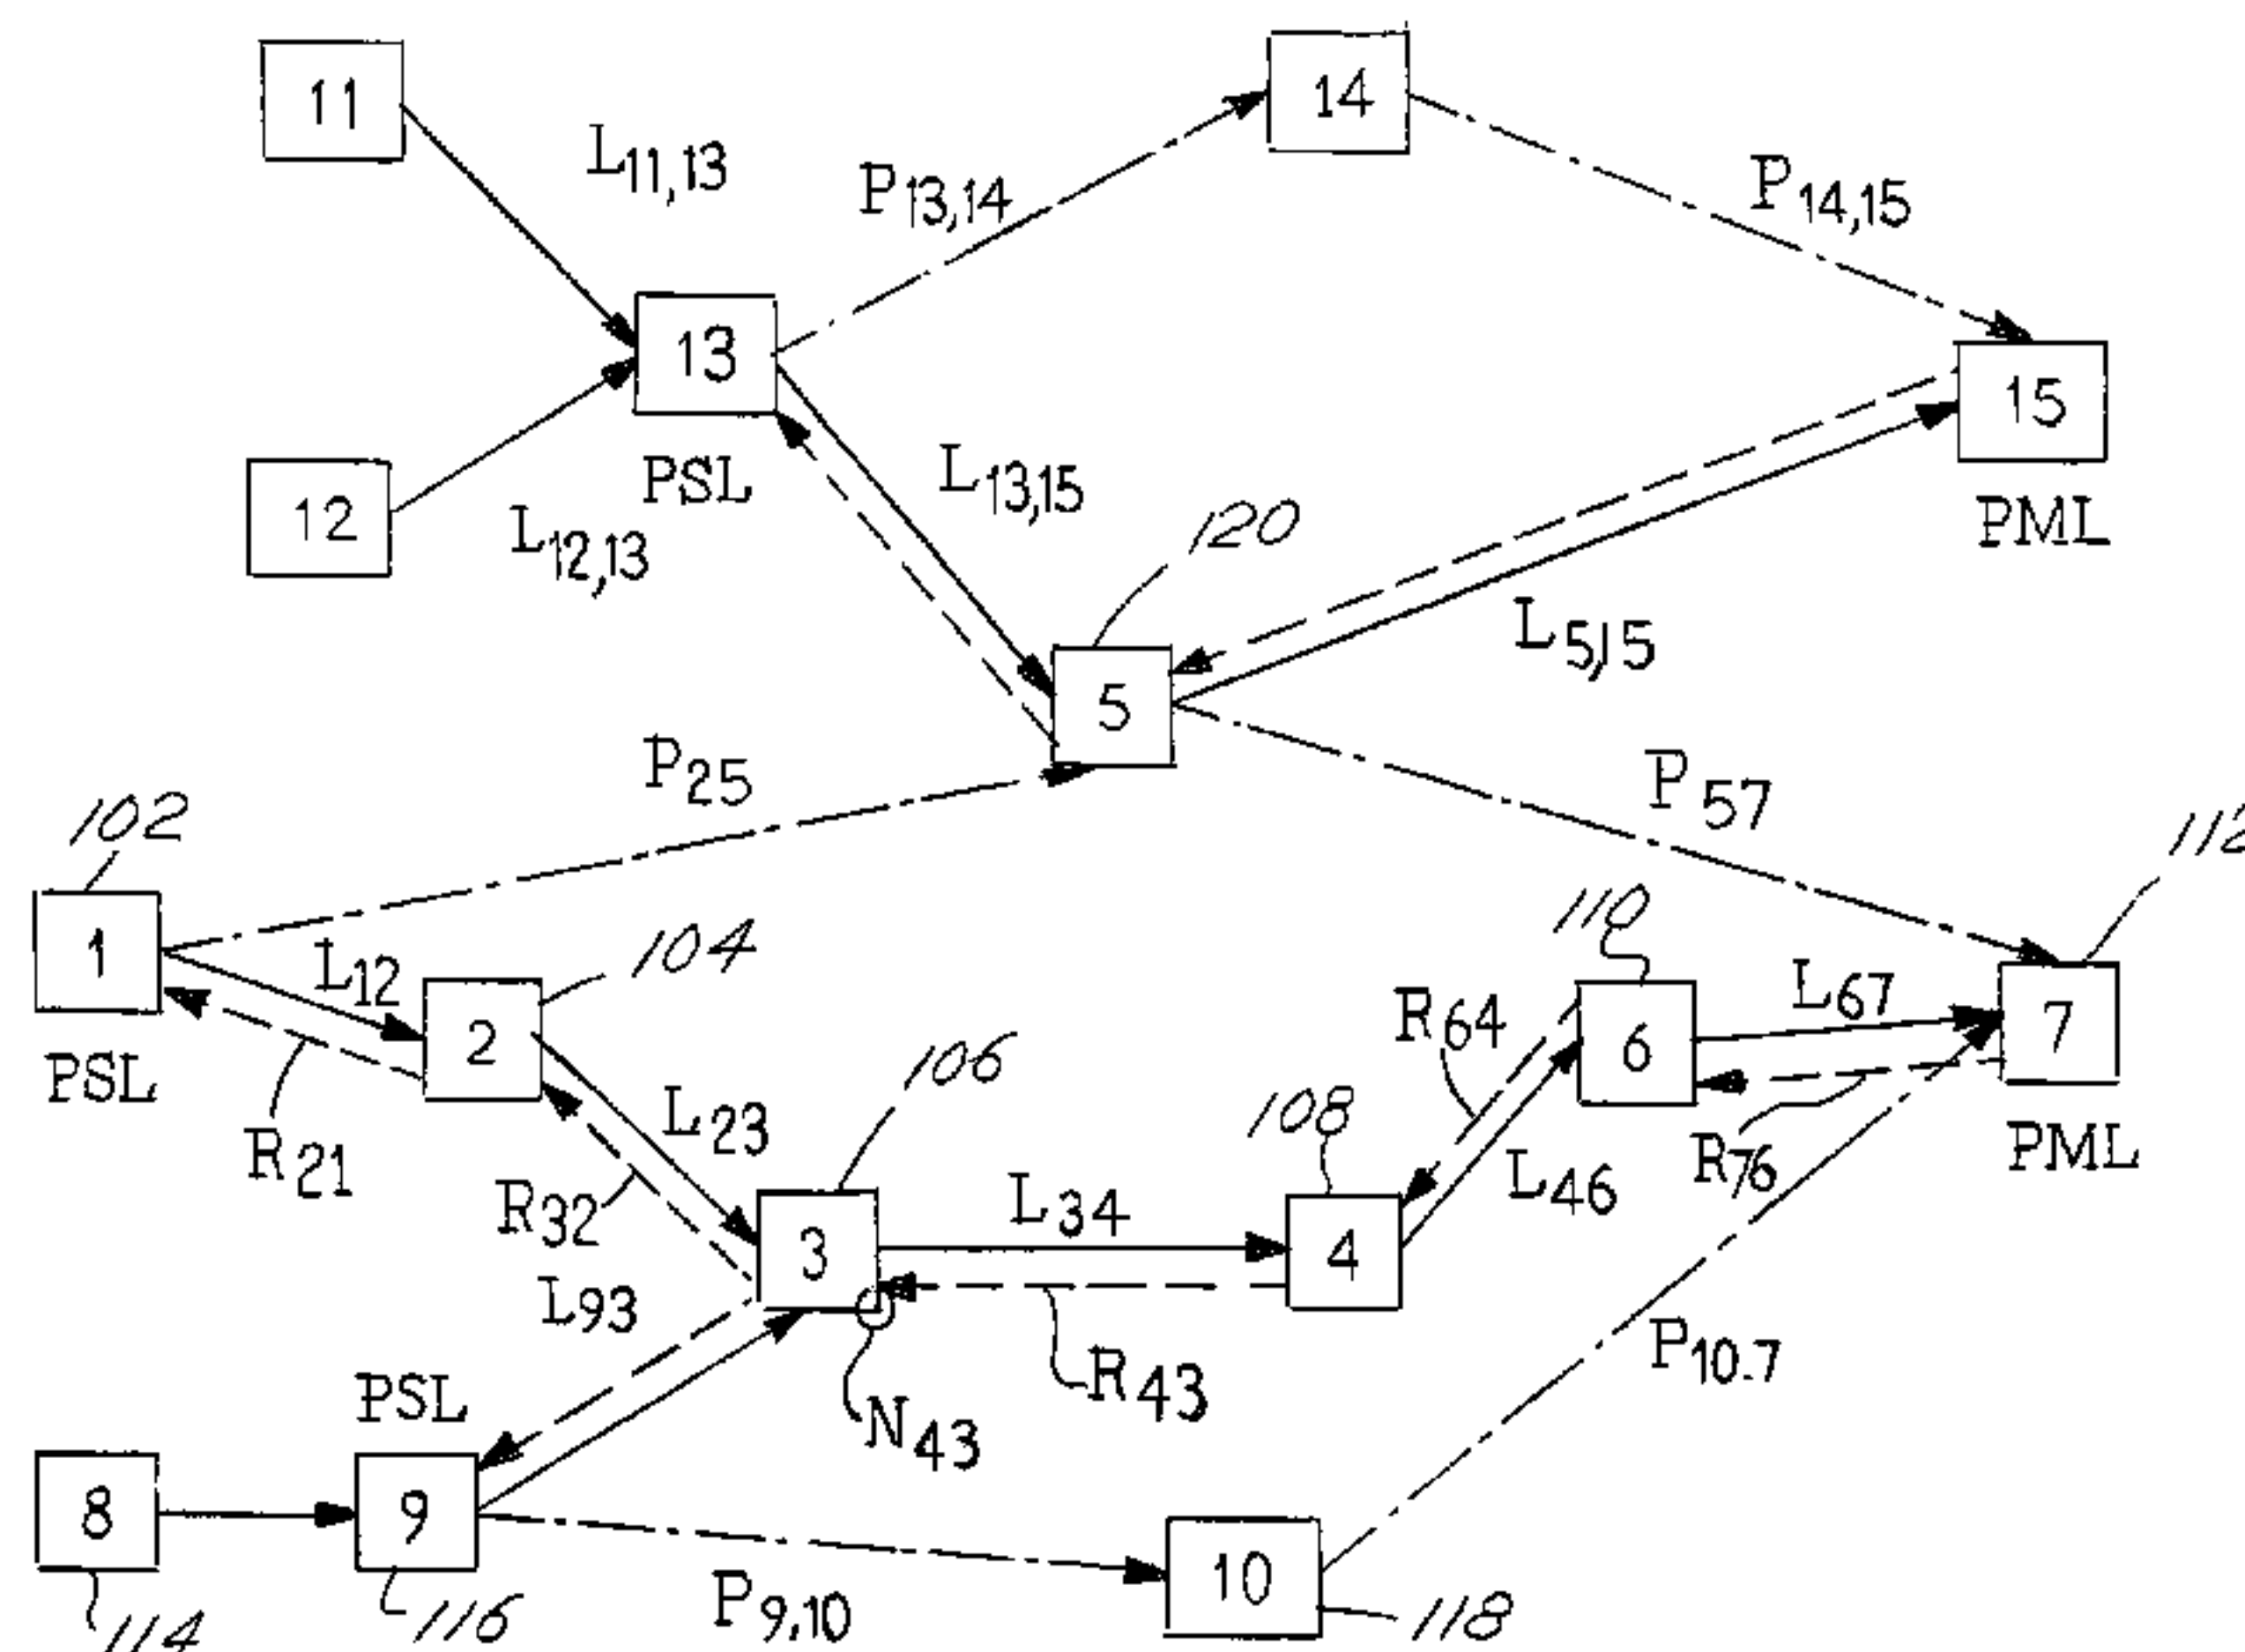 11
14
L11,13
P13,14
P14,15
13
15
12
PSL
L13,15
L12,13
120
PML
L5,15
5
P25
P57
102
112
1
L12
104
110
2
R64
6
L67
7
PSL
106
L23
108
R21
R32
L46
R76
PML
3
L34
4
L93
P10.7
PSL
R43
N43
8
9
10
P9,10
114
116
118